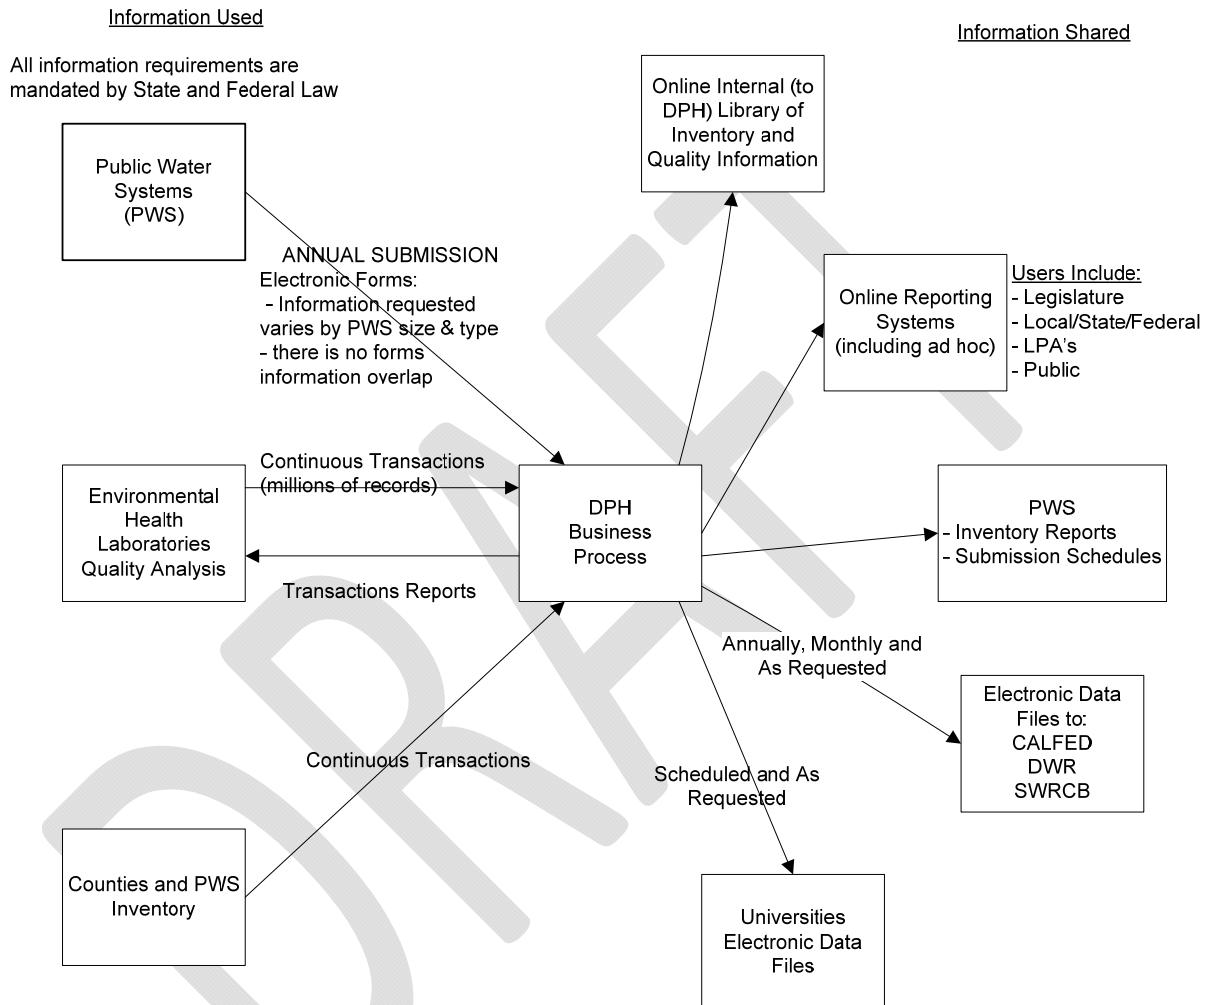 Information Used
All information requirements are
mandated by State and Federal Law
Public Water
Systems
(PWS)
ANNUAL SUBMISSION
Electronic Forms:
- Information requested
varies by PWS size & type
- there is no forms
information overlap
Environmental
Health
Laboratories
Quality Analysis
Continuous Transactions
(millions of records)
Transactions Reports
Counties and PWS
Inventory
Continuous Transactions
DPH
Business
Process
Information Shared
Online Internal (to
DPH) Library of
Inventory and
Quality Information
Online Reporting
Systems
(including ad hoc)
Users Include:
- Legislature
- Local/State/Federal
- LPA's
- Public
PWS
- Inventory Reports
- Submission Schedules
Annually, Monthly and
As Requested
Electronic Data
Files to:
CALFED
DWR
SWRCB
Scheduled and As
Requested
Universities
Electronic Data
Files
DRAFT